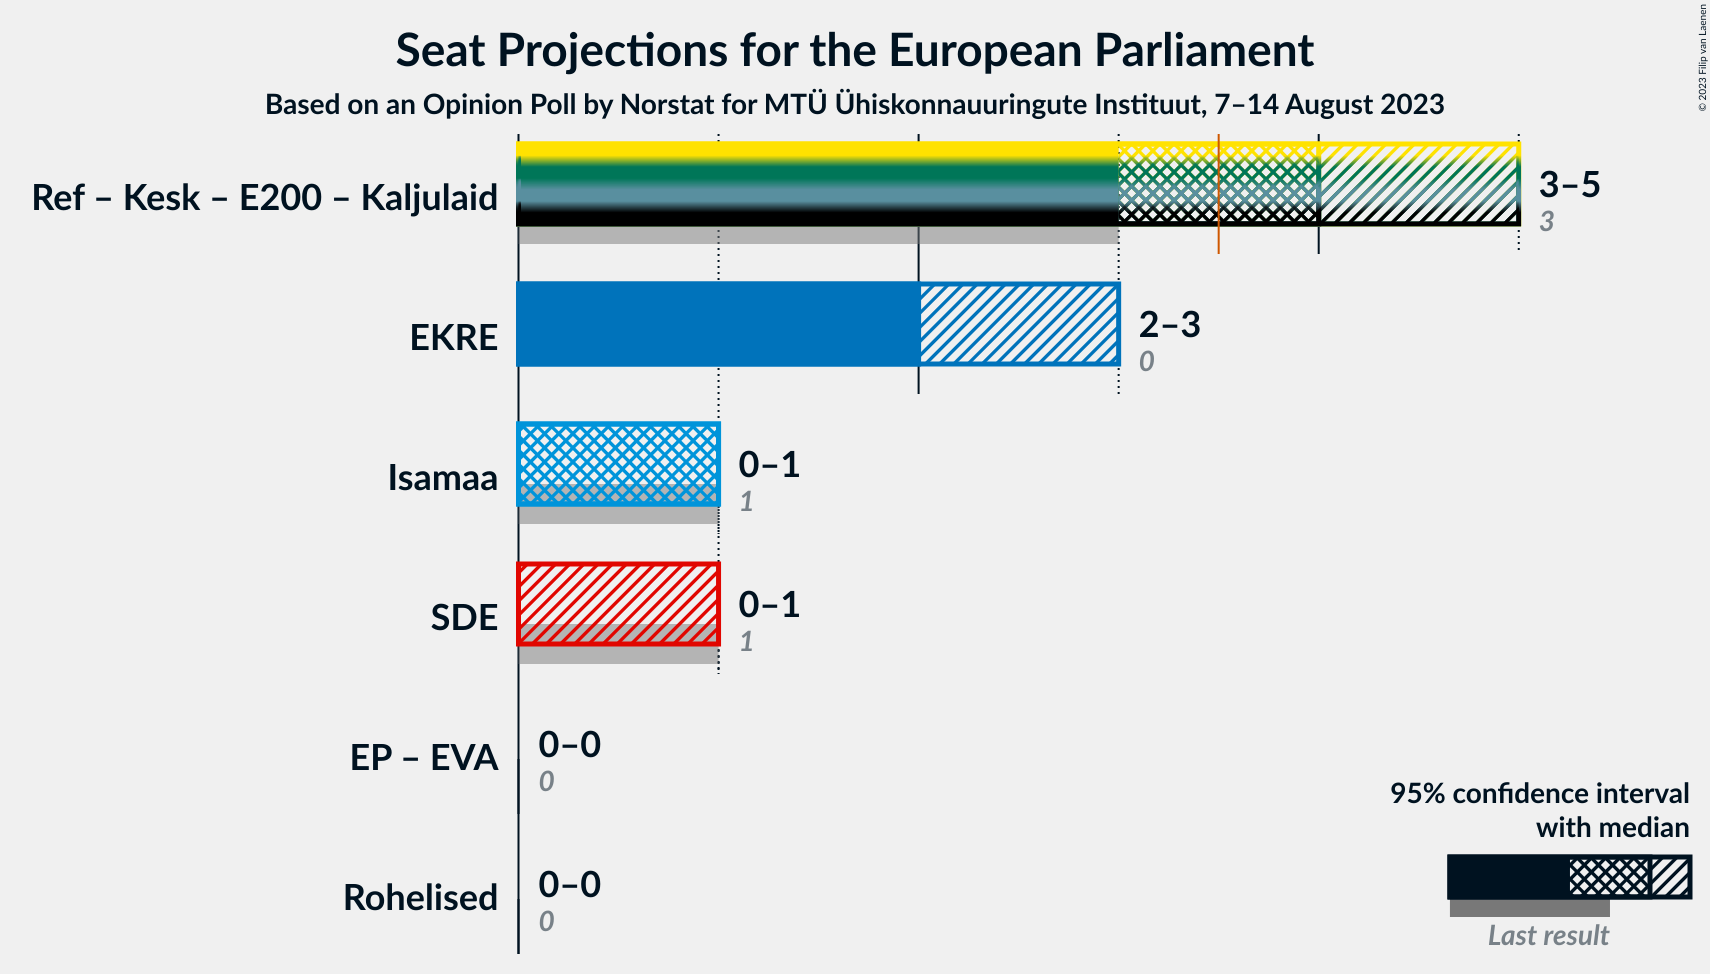 Seat Projections for the European Parliament
Based on an Opinion Poll by Norstat for MTÜ Ühiskonnauuringute Instituut, 7–14 August 2023
© 2023 Filip van Laenen
Ref – Kesk – E200 – Kaljulaid
3–5
3
EKRE
2–3
0
Isamaa
0–1
1
SDE
0–1
1
EP – EVA
0–0
0
Rohelised
0–0
0
95% confidence interval
with median
Last result